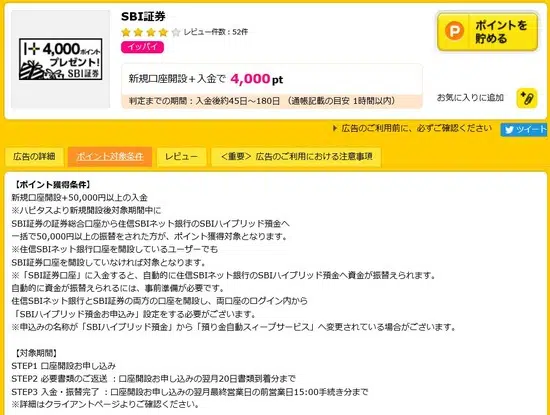 1+ 4,000ポイント
プレゼント!
SBI証券
SBI証券
レビュー件数:52件
イッパイ
新規口座開設+入金で 4,000pt
判定までの期間:入金後約45日~180日 (通帳記載の目安 1時間以内)
P ポイントを貯める
お気に入りに追加
広告のご利用前に、必ずご確認ください
ツイート
広告の詳細 ポイント対象条件 レビュー <重要> 広告のご利用における注意事項
【ポイント獲得条件】
新規口座開設+50,000円以上の入金
※ハピタスより新規開設後対象期間中に
SBI証券の証券総合口座から住信SBIネット銀行のSBIハイブリッド預金へ
一括で50,000円以上の振替をされた方が、ポイント獲得対象となります。
※住信SBIネット銀行口座を開設しているユーザーでも
SBI証券口座を開設していなければ対象となります。
※「SBI証券口座」に入金すると、自動的に住信SBIネット銀行のSBIハイブリッド預金へ資金が振替えられます。
自動的に資金が振替えられるには、事前準備が必要です。
住信SBIネット銀行とSBI証券の両方の口座を開設し、両口座のログイン内から
「SBIハイブリッド預金お申込み」設定をする必要がございます。
※申込みの名称が「SBIハイブリッド預金」から「預り金自動スィープサービス」へ変更されている場合がございます。
【対象期間】
STEP1 口座開設お申し込み
STEP2 必要書類のご返送 :口座開設お申し込みの翌月20日書類到着分まで
STEP3 入金・振替完了 :口座開設お申し込みの翌月最終営業日の前営業日15:00手続き分まで
※詳細はクライアントページよりご確認ください。